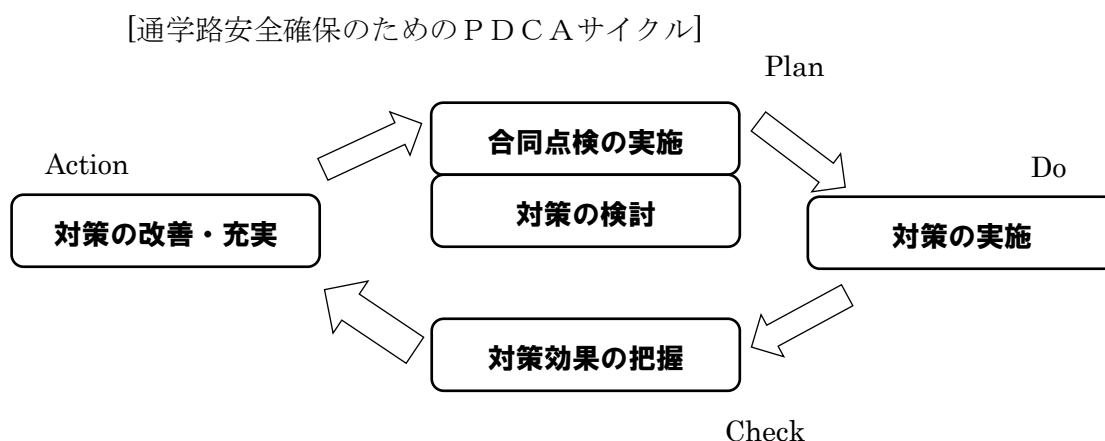 [通学路安全確保のためのＰＤＣＡサイクル]
Plan
合同点検の実施
Action
Do
対策の検討
対策の改善・充実
対策の実施
対策効果の把握
Check